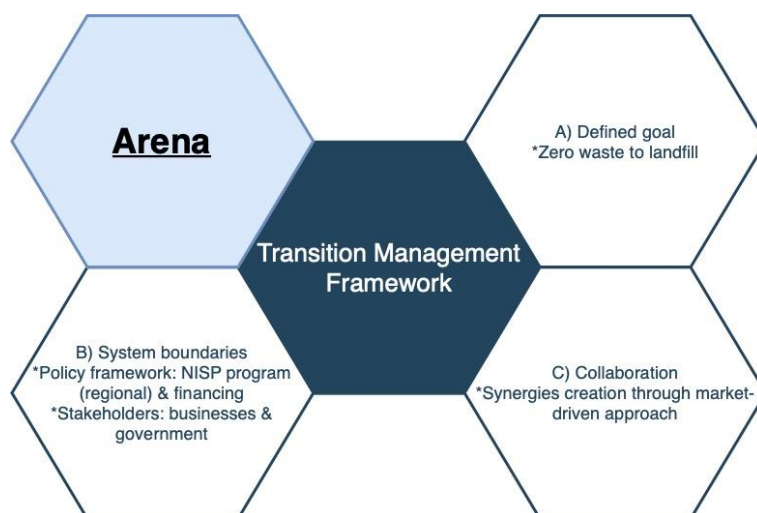 Arena
A) Defined goal
*Zero waste to landfill
Transition Management
Framework
B) System boundaries
*Policy framework: NISP program
(regional) & financing
*Stakeholders: businesses &
government
C) Collaboration
*Synergies creation through market-
driven approach